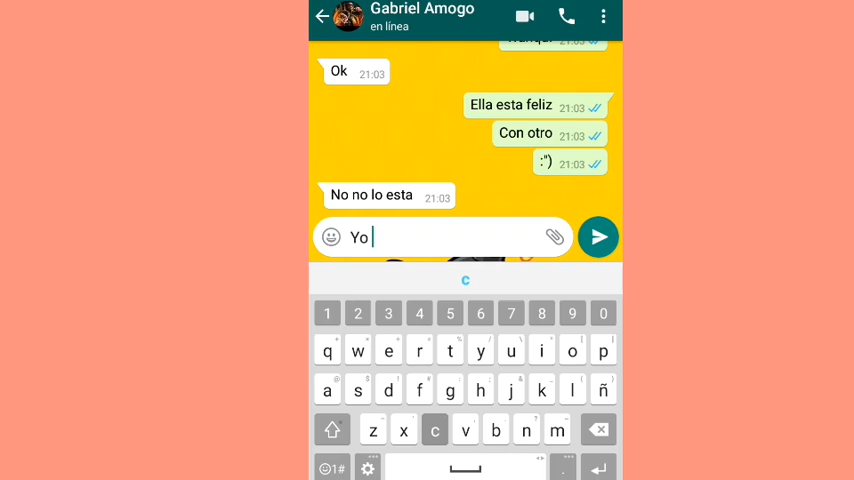 Gabriel Amogo
en línea
Ok 21:03
Ella esta feliz 21:03
Con otro 21:03
:") 21:03
No no lo esta 21:03
Yo
c
1 2 3 4 5 6 7 8 9 0
q w e r t y u i o p
a s d f g h j k l ñ
z x c v b n m
1# .